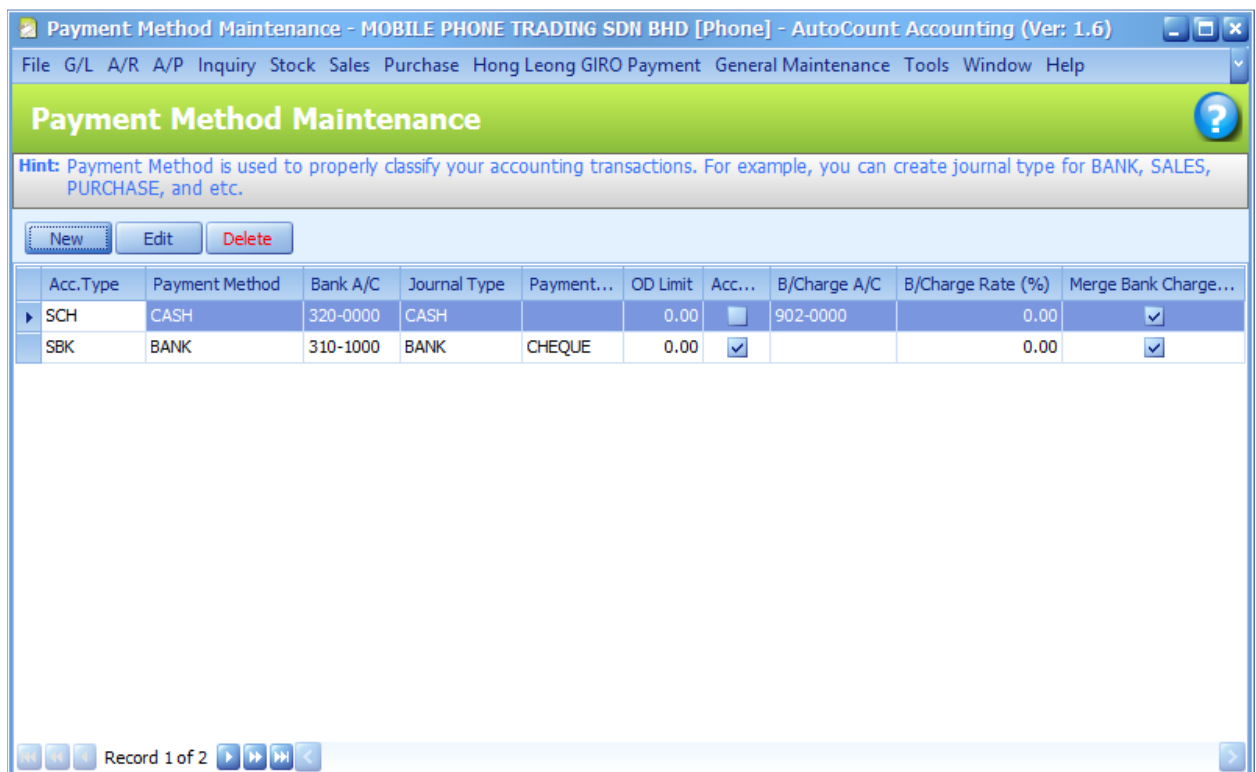 Payment Method Maintenance - MOBILE PHONE TRADING SDN BHD [Phone] - AutoCount Accounting (Ver: 1.6)
File G/L A/R A/P Inquiry Stock Sales Purchase Hong Leong GIRO Payment General Maintenance Tools Window Help
Payment Method Maintenance
?
Hint: Payment Method is used to properly classify your accounting transactions. For example, you can create journal type for BANK, SALES,
PURCHASE, and etc.
New Edit Delete
Acc.Type Payment Method Bank A/C Journal Type Payment... OD Limit Acc... B/Charge A/C B/Charge Rate (%) Merge Bank Charge...
SCH CASH 320-0000 CASH 0.00 902-0000 0.00
SBK BANK 310-1000 BANK CHEQUE 0.00 0.00
Record 1 of 2